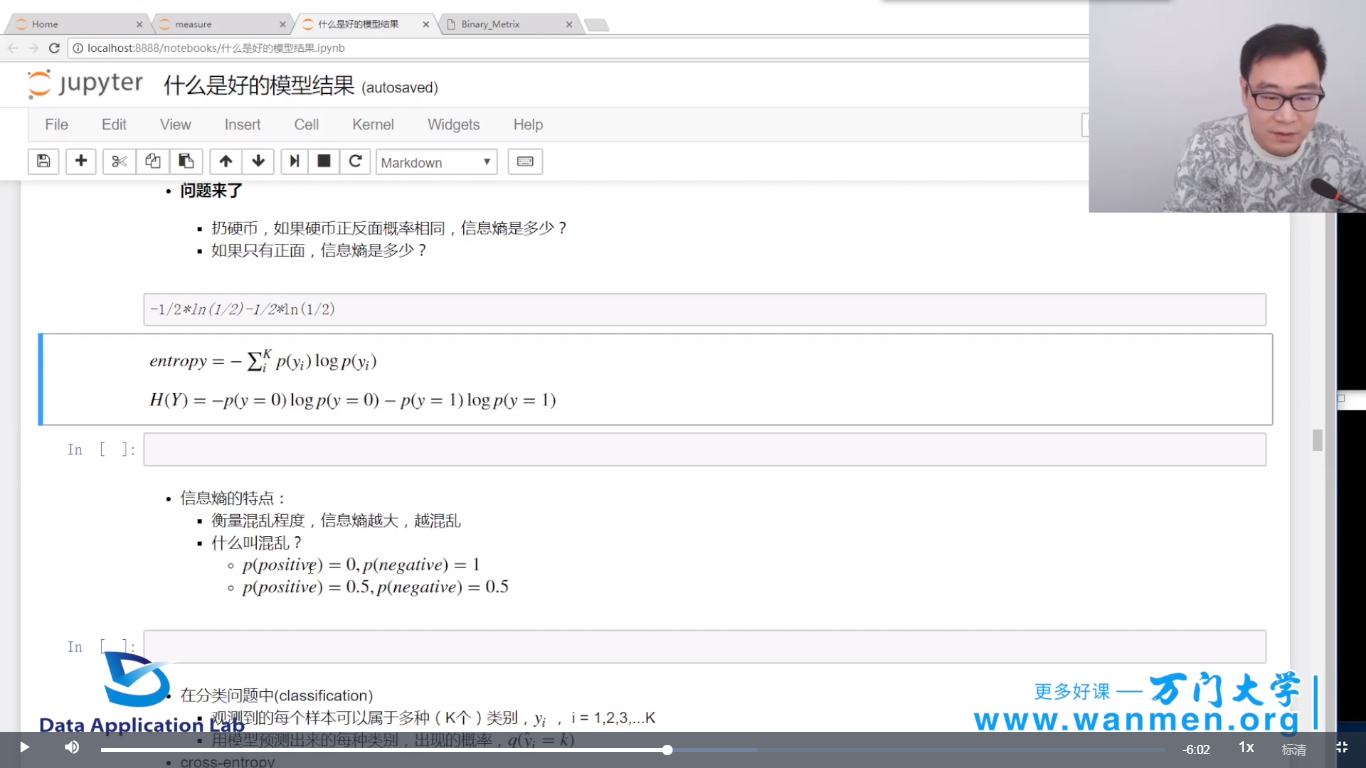 Home
measure
什么是好的模型结果
Binary_Metrix
localhost:8888/notebooks/什么是好的模型结果.ipynb
jupyter 什么是好的模型结果 (autosaved)
File Edit View Insert Cell Kernel Widgets Help
Markdown
问题来了
扔硬币，如果硬币正反面概率相同，信息熵是多少？
如果只有正面，信息熵是多少？
-1/2*ln(1/2)-1/2*ln(1/2)
entropy = − ∑ᵢᴷ p(yᵢ) log p(yᵢ)
H(Y) = −p(y = 0) log p(y = 0) − p(y = 1) log p(y = 1)
In [ ]:
信息熵的特点：
衡量混乱程度，信息熵越大，越混乱
什么叫混乱？
p(positive) = 0, p(negative) = 1
p(positive) = 0.5, p(negative) = 0.5
In [ ]:
在分类问题中(classification)
观测到的每个样本可以属于多种（K个）类别，yᵢ ， i = 1,2,3,...K
用模型预测出来的每种类别，出现的概率，q(ŷᵢ = k)
cross-entropy
Data Application Lab
更多好课 — 万门大学
www.wanmen.org
-6:02
1x
标清